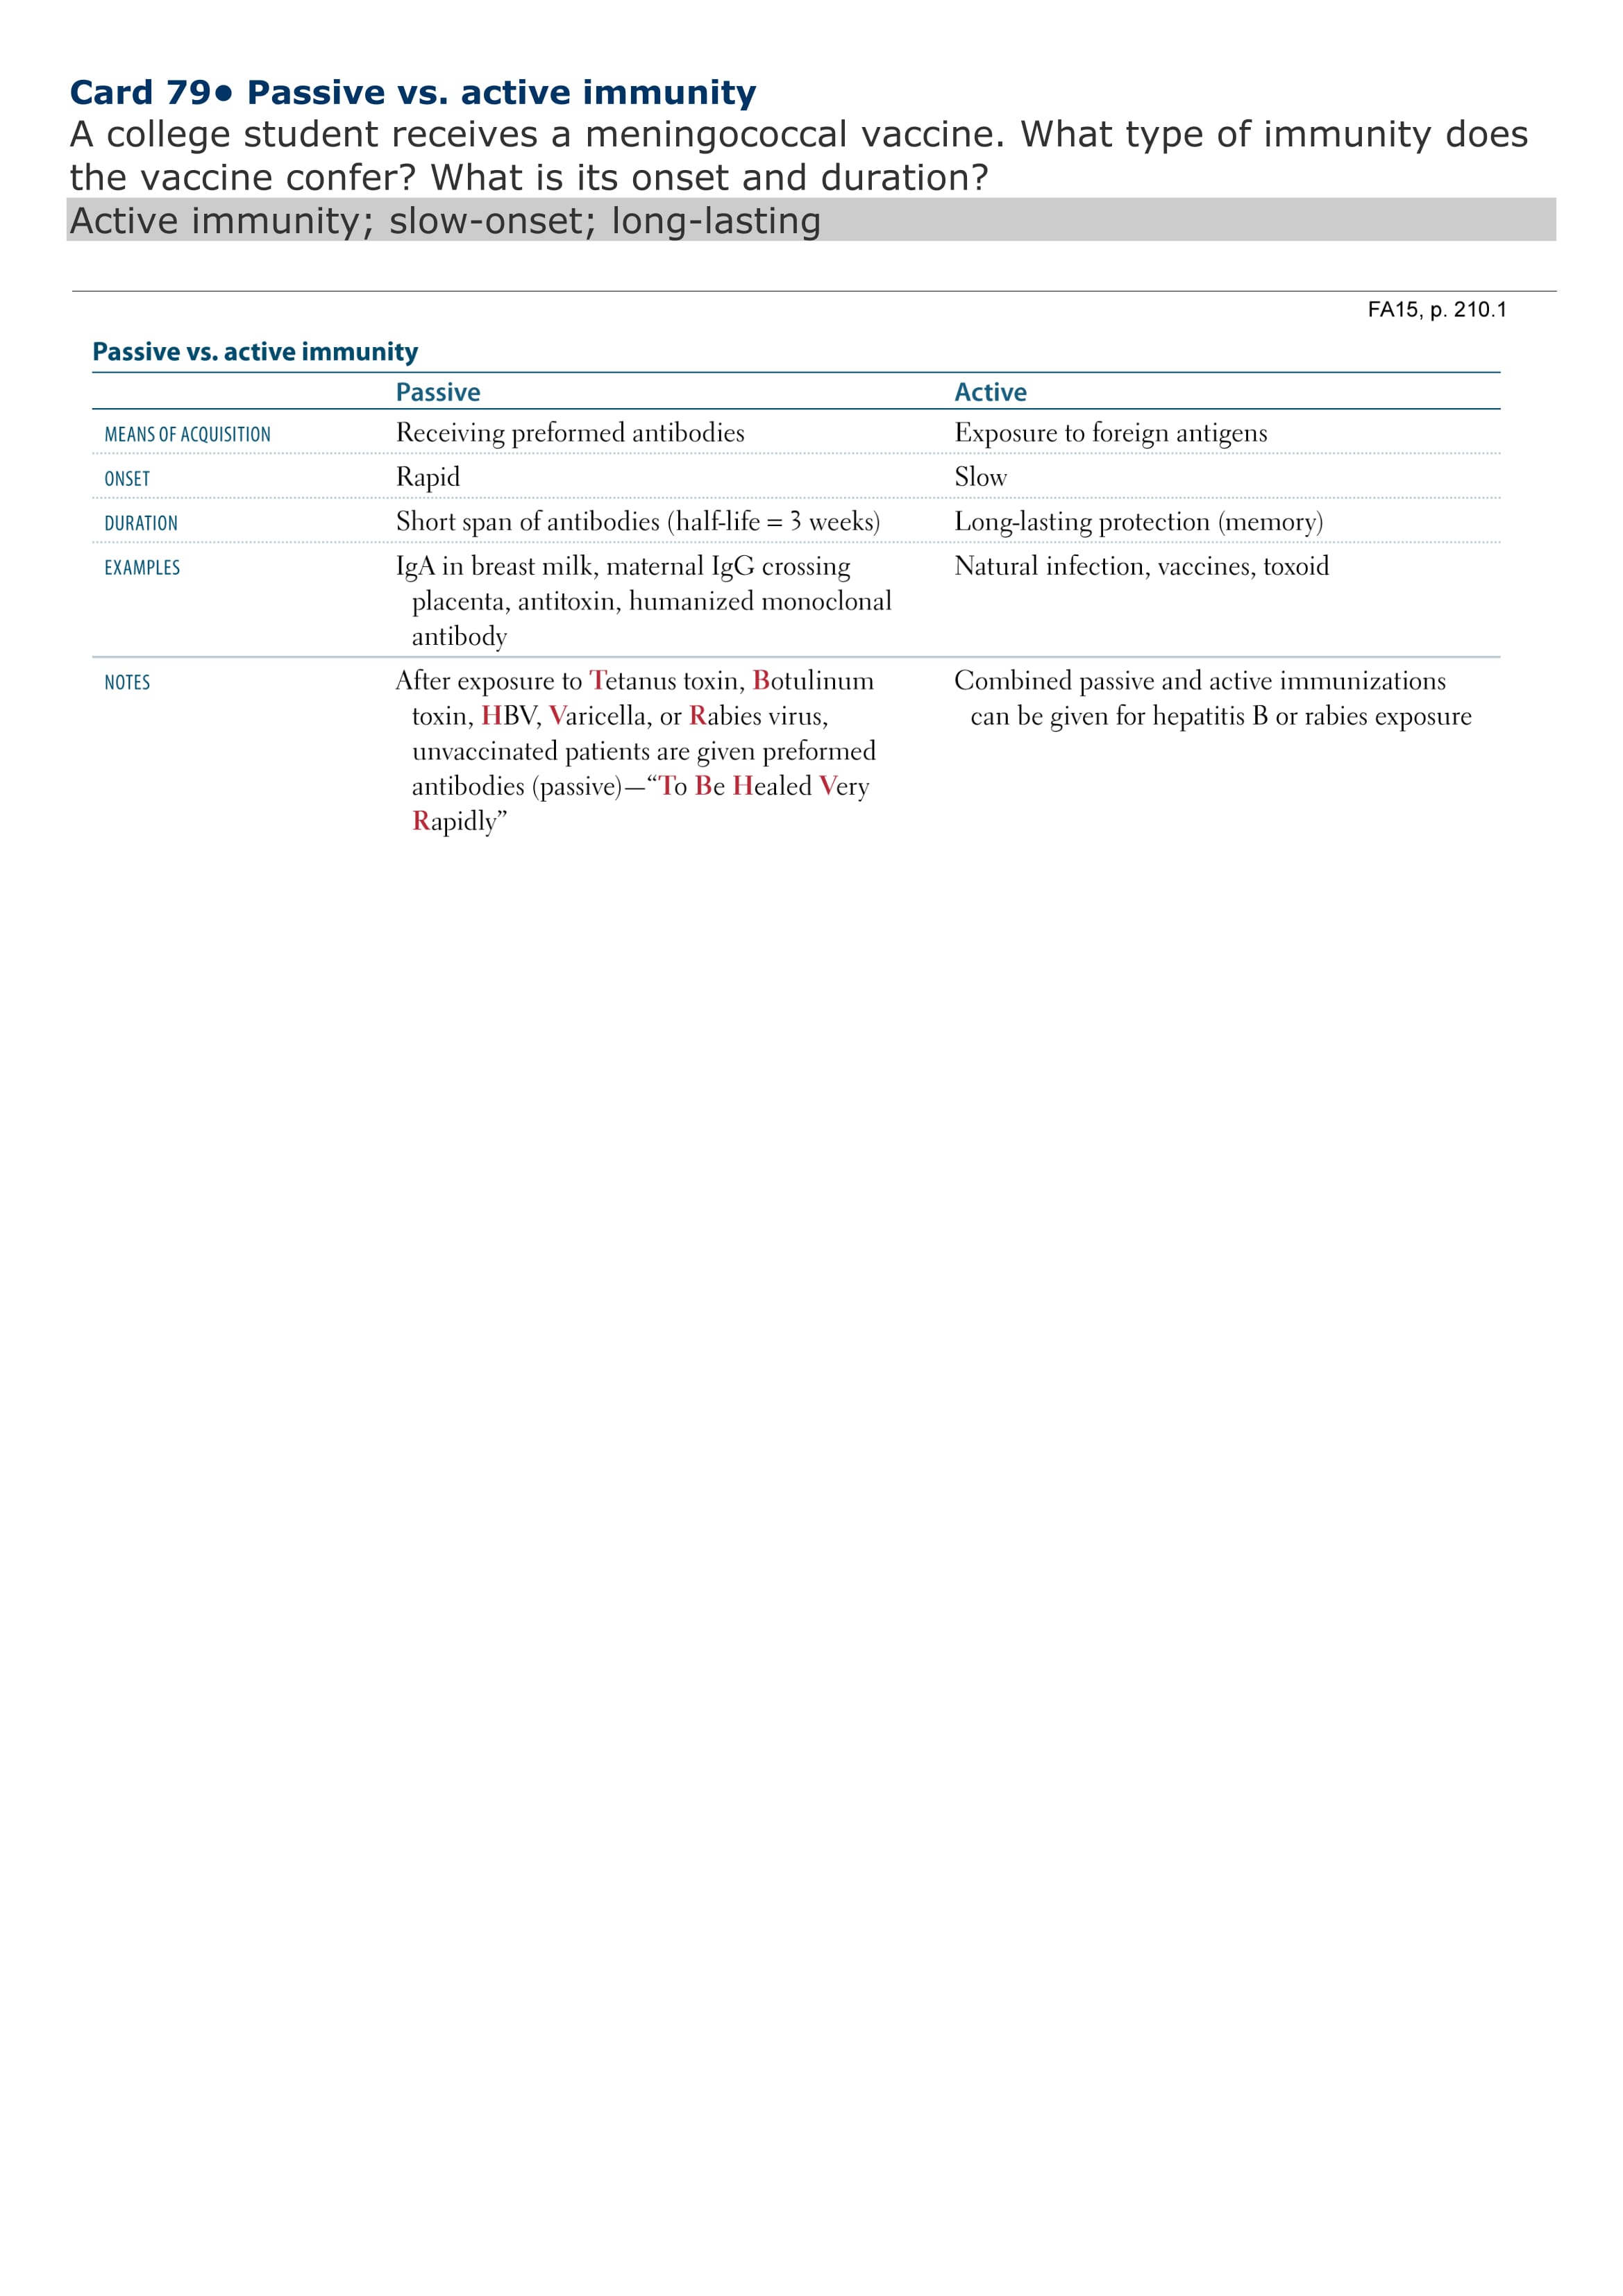 Card 79• Passive vs. active immunity
A college student receives a meningococcal vaccine. What type of immunity does
the vaccine confer? What is its onset and duration?
Active immunity; slow-onset; long-lasting
FA15, p. 210.1
Passive vs. active immunity
Passive Active
MEANS OF ACQUISITION Receiving preformed antibodies Exposure to foreign antigens
ONSET Rapid Slow
DURATION Short span of antibodies (half-life = 3 weeks) Long-lasting protection (memory)
EXAMPLES IgA in breast milk, maternal IgG crossing Natural infection, vaccines, toxoid
placenta, antitoxin, humanized monoclonal
antibody
NOTES After exposure to Tetanus toxin, Botulinum Combined passive and active immunizations
toxin, HBV, Varicella, or Rabies virus, can be given for hepatitis B or rabies exposure
unvaccinated patients are given preformed
antibodies (passive)—“To Be Healed Very
Rapidly”